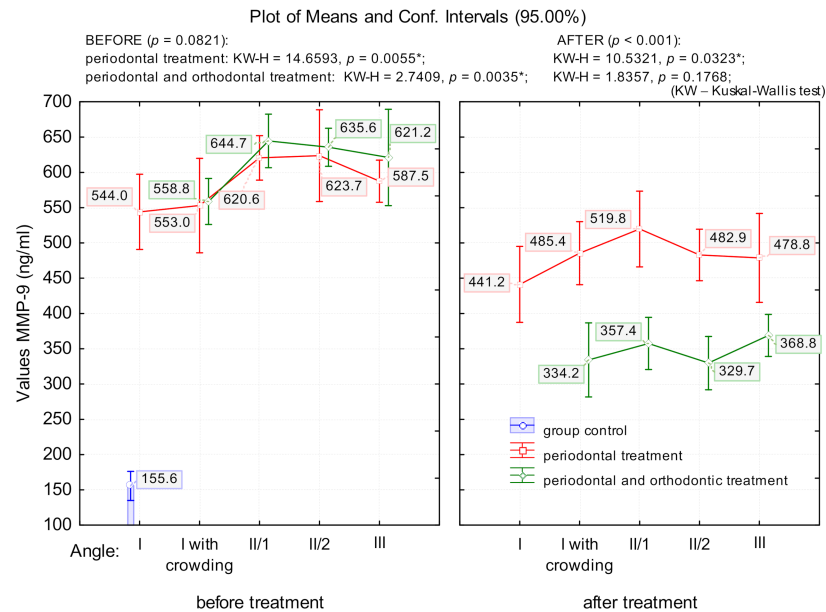 Plot of Means and Conf. Intervals (95.00%)
BEFORE (p = 0.0821):
periodontal treatment: KW-H = 14.6593, p = 0.0055*;
periodontal and orthodontal treatment: KW-H = 2.7409, p = 0.0035*;
AFTER (p < 0.001):
KW-H = 10.5321, p = 0.0323*;
KW-H = 1.8357, p = 0.1768;
(KW – Kuskal-Wallis test)
Values MMP-9 (ng/ml)
700
650
600
550
500
450
400
350
300
250
200
150
100
544.0
558.8
553.0
644.7
620.6
635.6
623.7
621.2
587.5
155.6
441.2
485.4
519.8
482.9
478.8
334.2
357.4
329.7
368.8
group control
periodontal treatment
periodontal and orthodontic treatment
Angle: I I with crowding II/1 II/2 III
before treatment
I I with crowding II/1 II/2 III
after treatment